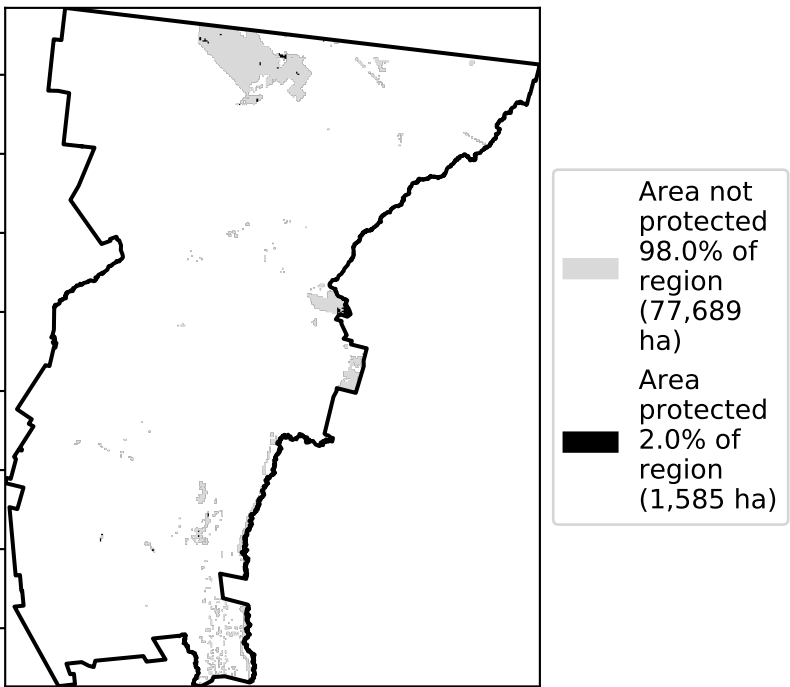 Area not
protected
98.0% of
region
(77,689
ha)
Area
protected
2.0% of
region
(1,585 ha)